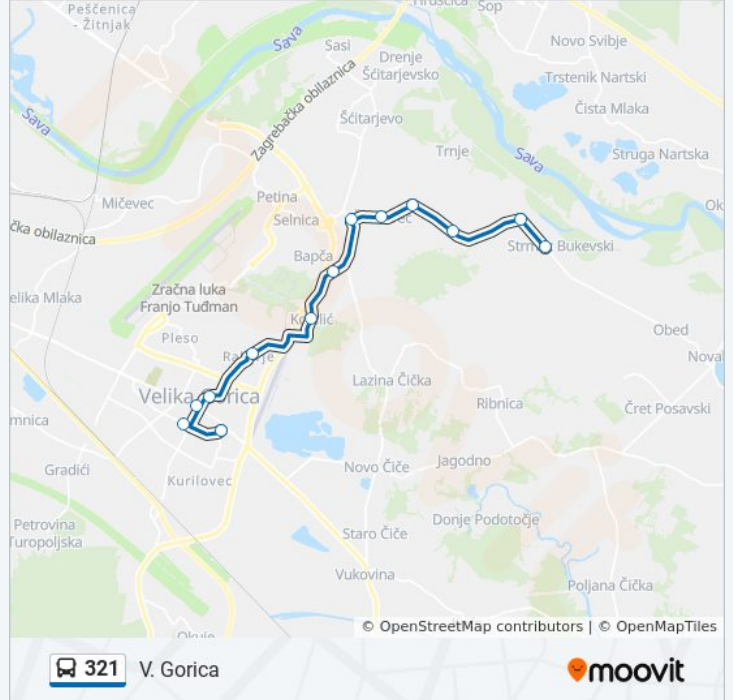 Hrušćica
Sop
Peščenica
- Žitnjak
Sava
Sasi
Novo Svibje
Drenje
Šćitarjevsko
Trstenik Nartski
Zagrebačka obilaznica
Čista Mlaka
Šćitarjevo
Sava
Trnje
Sava
Struga Nartska
Petina
Mičevec
Selnica
Ok
čka obilaznica
Strm Bukevski
Bapča
elika Mlaka
Zračna luka
Franjo Tuđman
Obed
Pleso
Nova
Lazina Čička
Velika Gorica
Ribnica
Čret Posavski
mnica
Gradići
Kurilovec
Novo Čiče
Jagodno
Petrovina
Turopoljska
Staro Čiče
Donje Podotočje
Vukovina
Poljana Čička
Okuje
© OpenStreetMap contributors | © OpenMapTiles
321 V. Gorica
moovit